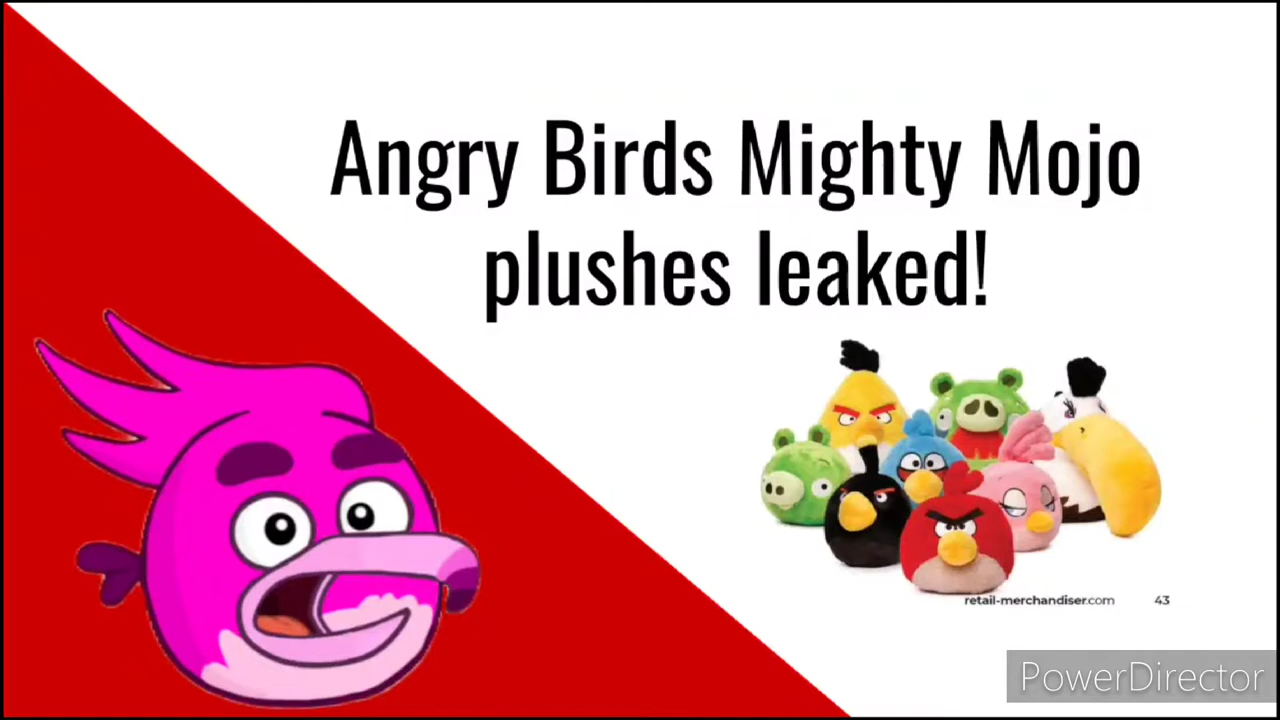 Angry Birds Mighty Mojo
plushes leaked!
retail-merchandiser.com 43
PowerDirector